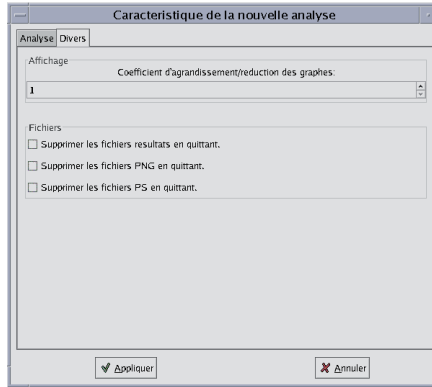 Caracteristique de la nouvelle analyse
Analyse Divers
Affichage
Coefficient d'agrandissement/reduction des graphes:
1
Fichiers
Supprimer les fichiers resultats en quittant.
Supprimer les fichiers PNG en quittant.
Supprimer les fichiers PS en quittant.
Appliquer Annuler